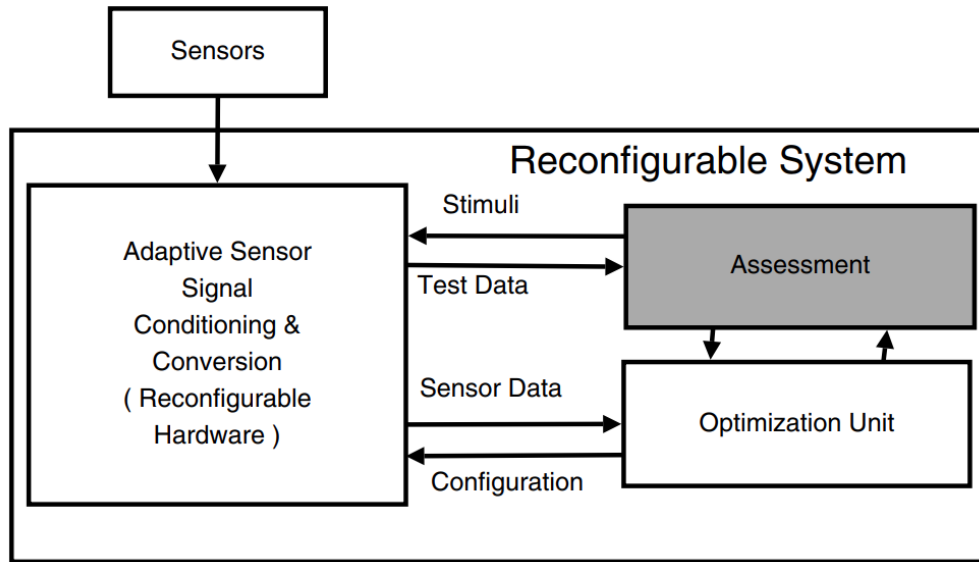 Sensors
Reconfigurable System
Adaptive Sensor
Signal
Conditioning &
Conversion
( Reconfigurable
Hardware )
Stimuli
Test Data
Assessment
Sensor Data
Configuration
Optimization Unit